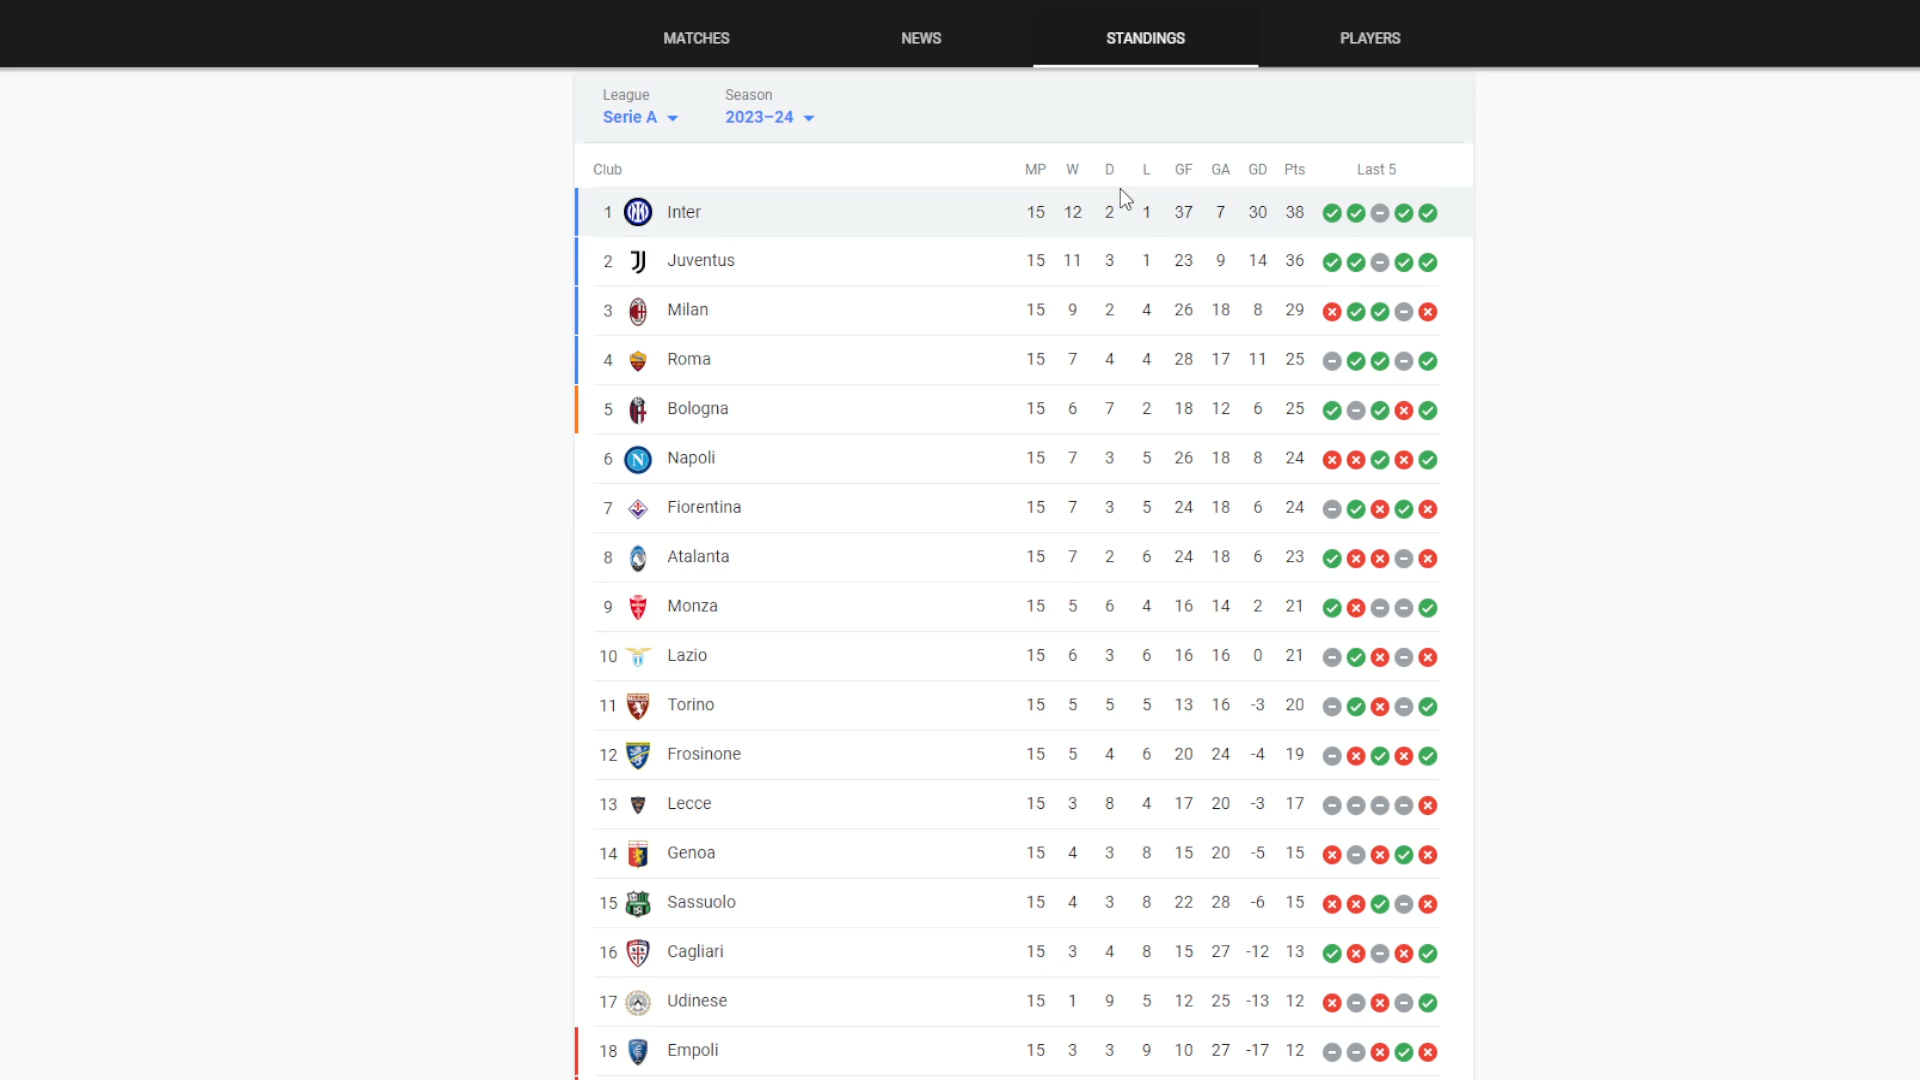 MATCHES NEWS STANDINGS PLAYERS
League Season
Serie A 2023–24
Club MP W D L GF GA GD Pts Last 5
1 Inter 15 12 2 1 37 7 30 38
2 Juventus 15 11 3 1 23 9 14 36
3 Milan 15 9 2 4 26 18 8 29
4 Roma 15 7 4 4 28 17 11 25
5 Bologna 15 6 7 2 18 12 6 25
6 N Napoli 15 7 3 5 26 18 8 24
7 Fiorentina 15 7 3 5 24 18 6 24
8 Atalanta 15 7 2 6 24 18 6 23
9 Monza 15 5 6 4 16 14 2 21
10 Lazio 15 6 3 6 16 16 0 21
11 Torino 15 5 5 5 13 16 -3 20
12 Frosinone 15 5 4 6 20 24 -4 19
13 Lecce 15 3 8 4 17 20 -3 17
14 Genoa 15 4 3 8 15 20 -5 15
15 Sassuolo 15 4 3 8 22 28 -6 15
16 Cagliari 15 3 4 8 15 27 -12 13
17 Udinese 15 1 9 5 12 25 -13 12
18 Empoli 15 3 3 9 10 27 -17 12